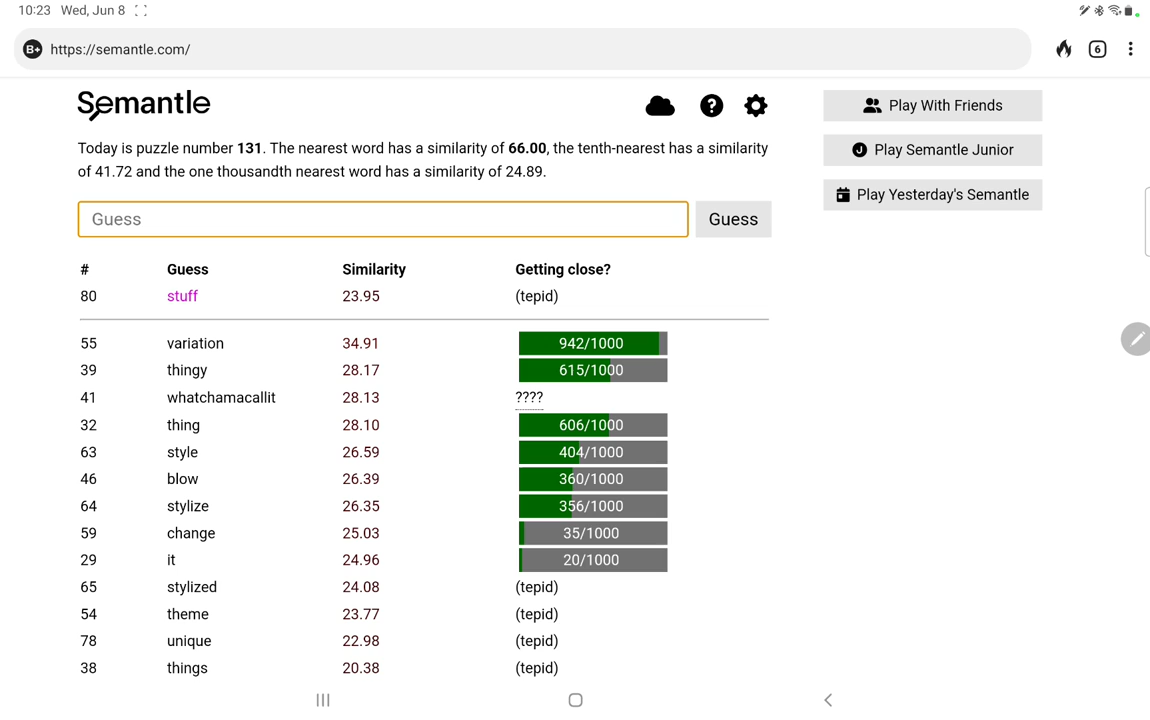 10:23 Wed, Jun 8
B+ https://semantle.com/ 6
Semantle
Play With Friends
Today is puzzle number 131. The nearest word has a similarity of 66.00, the tenth-nearest has a similarity
of 41.72 and the one thousandth nearest word has a similarity of 24.89.
J Play Semantle Junior
Play Yesterday's Semantle
Guess Guess
# Guess Similarity Getting close?
80 stuff 23.95 (tepid)
55 variation 34.91 942/1000
39 thingy 28.17 615/1000
41 whatchamacallit 28.13 ????
32 thing 28.10 606/1000
63 style 26.59 404/1000
46 blow 26.39 360/1000
64 stylize 26.35 356/1000
59 change 25.03 35/1000
29 it 24.96 20/1000
65 stylized 24.08 (tepid)
54 theme 23.77 (tepid)
78 unique 22.98 (tepid)
38 things 20.38 (tepid)